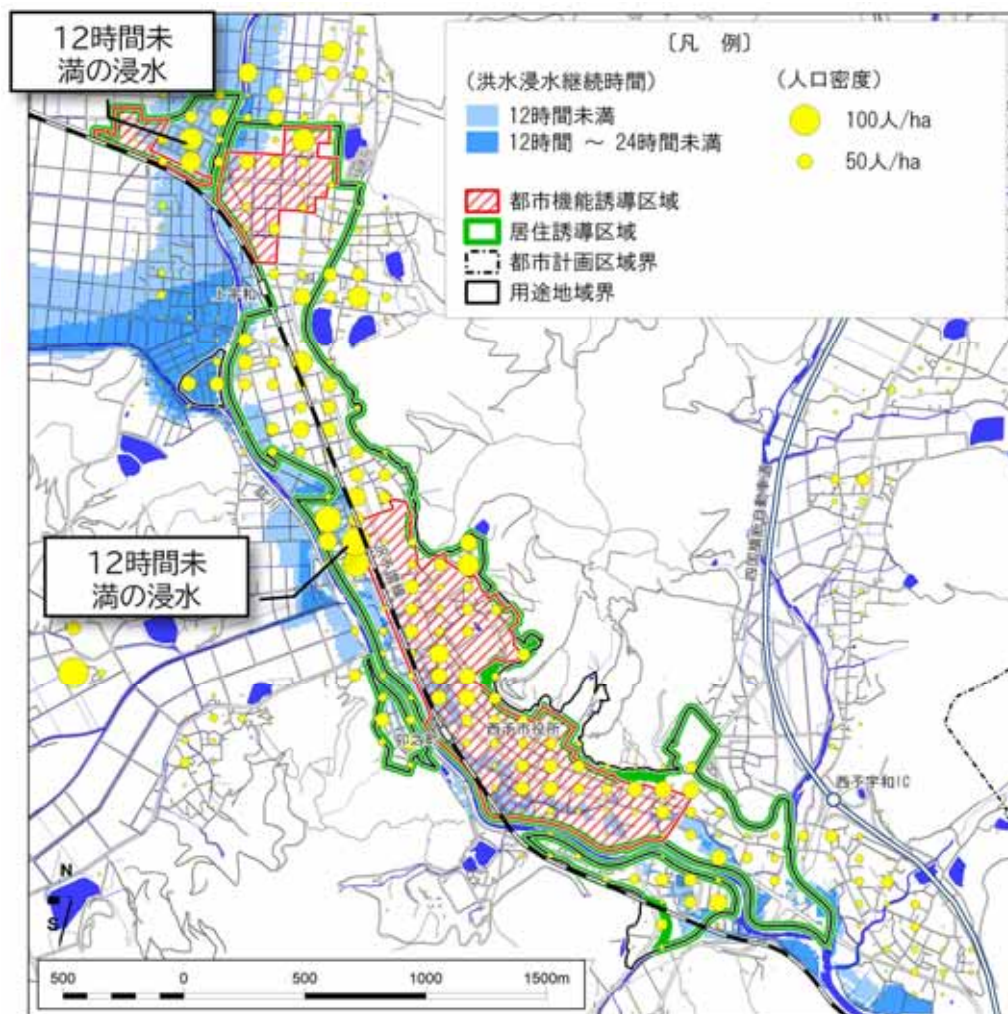 12時間未
満の浸水
〔凡　例〕
(洪水浸水継続時間)
12時間未満
12時間 ～ 24時間未満
(人口密度)
100人/ha
50人/ha
都市機能誘導区域
居住誘導区域
都市計画区域界
用途地域界
上宇和
12時間未
満の浸水
西予市役所
西予宇和IC
N
S
500 0 500 1000 1500m